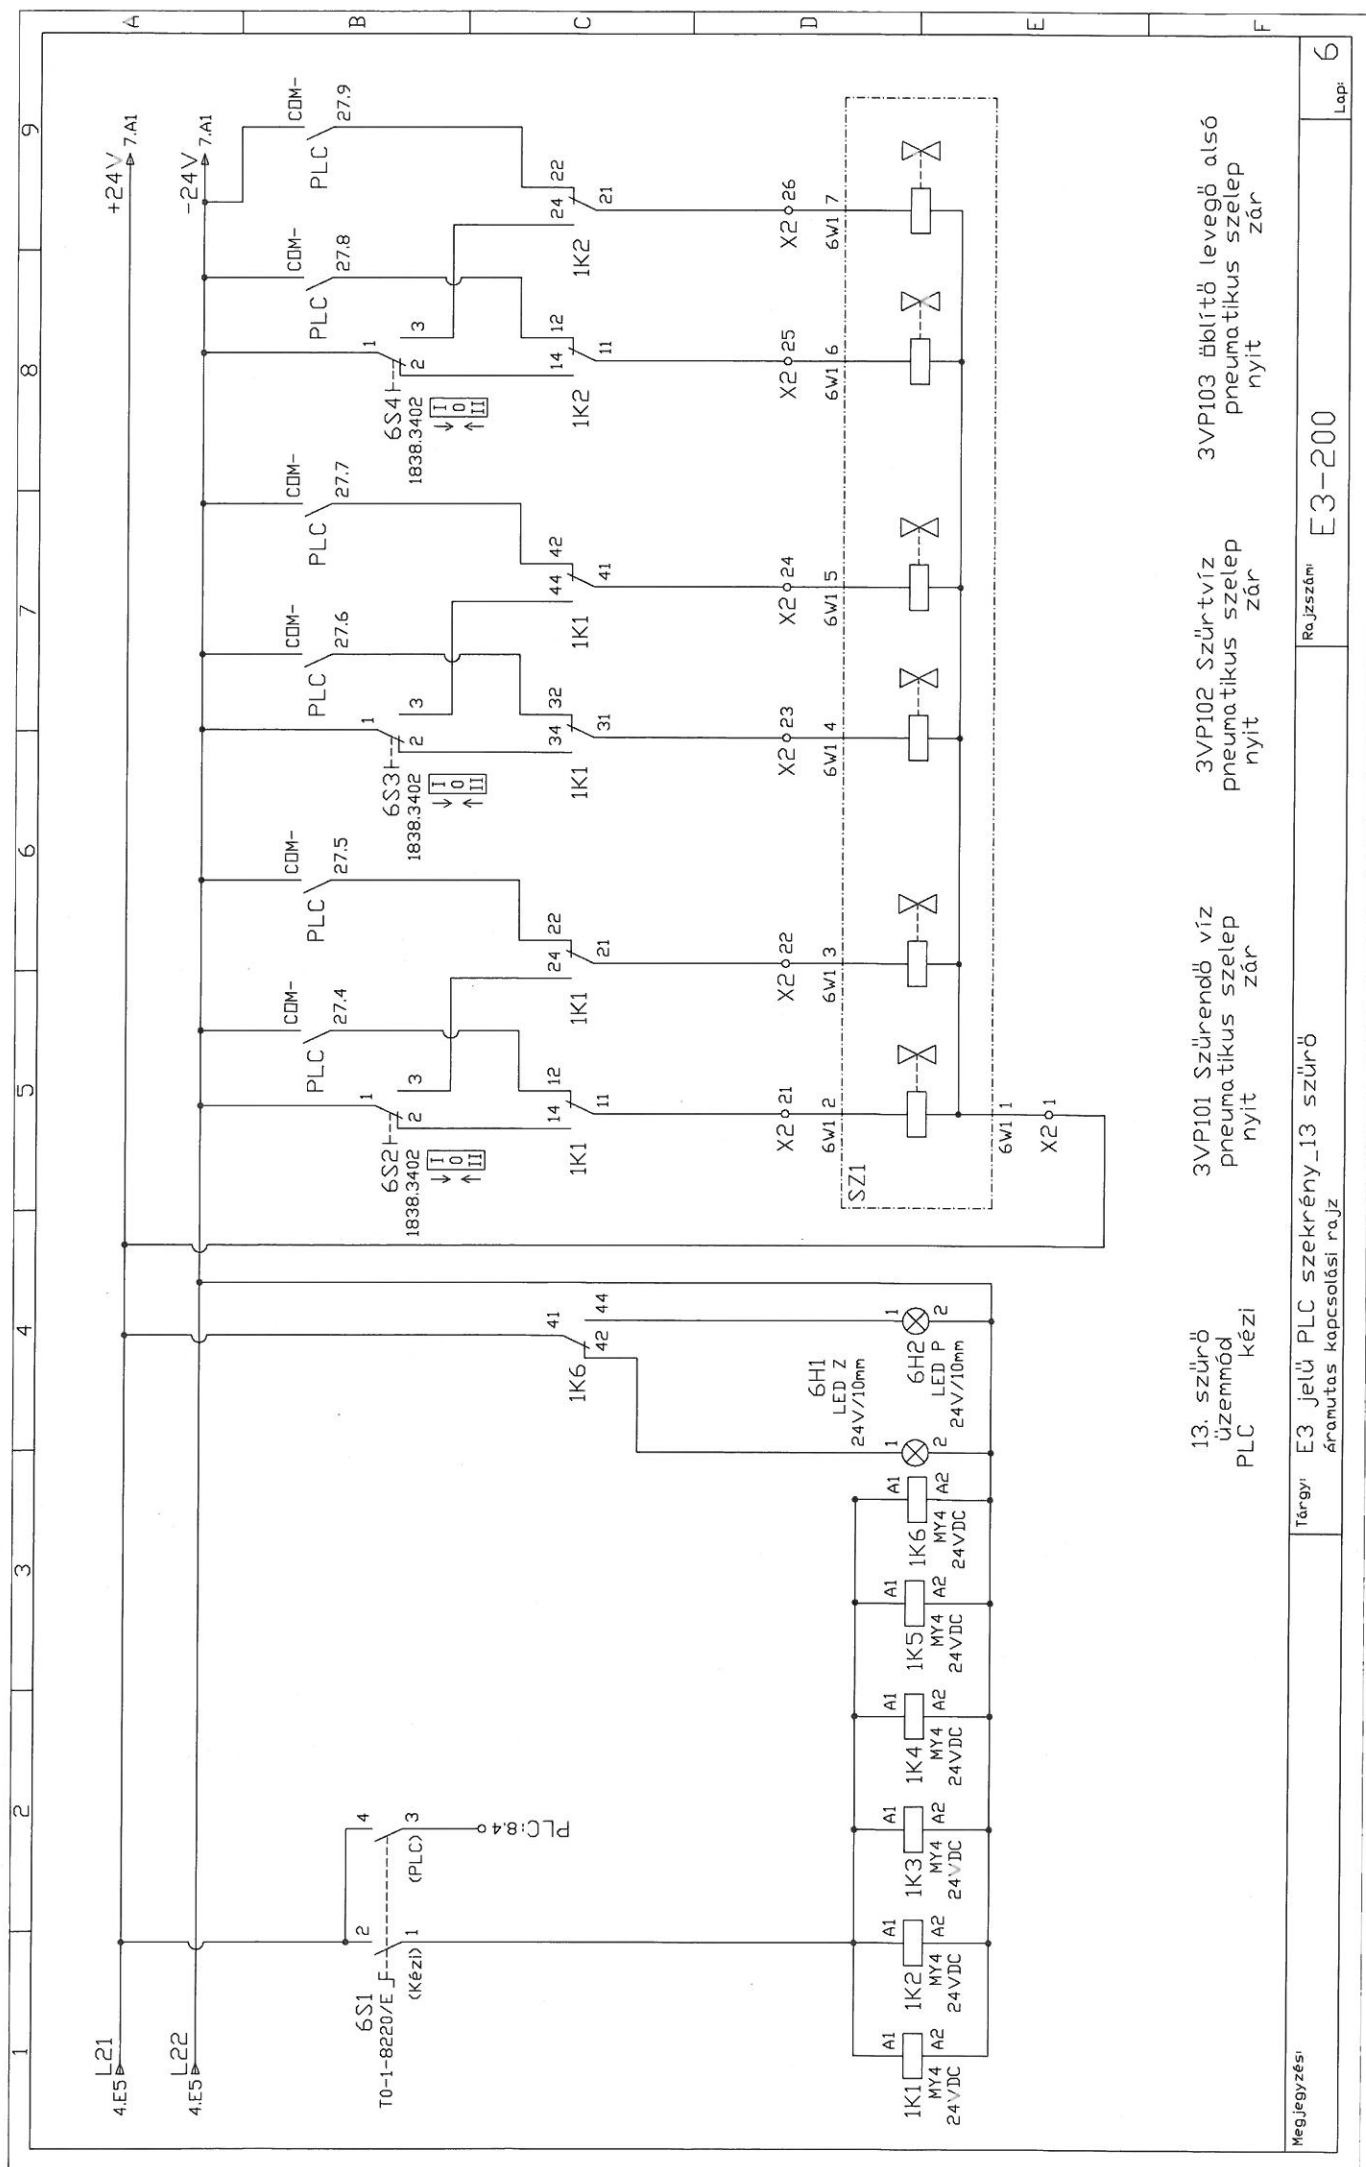 1
2
3
4
5
6
7
8
9
A
B
C
D
E
F
4.E5 L21
+24V 7.A1
4.E5 L22
-24V 7.A1
6S1
T0-1-8220/E
2
1
(Kézi)
4
3
(PLC)
PLC:8.4
1K1
MY4
24VDC
A1
A2
1K2
MY4
24VDC
A1
A2
1K3
MY4
24VDC
A1
A2
1K4
MY4
24VDC
A1
A2
1K5
MY4
24VDC
A1
A2
1K6
MY4
24VDC
A1
A2
1K6
41
42
44
6H1
LED Z
24V/10mm
1
2
6H2
LED P
24V/10mm
1
2
13. szűrő
üzemmód
PLC kézi
6S2
1838.3402
I
0
II
1
2
3
COM-
PLC
27.4
COM-
PLC
27.5
14
12
11
1K1
24
22
21
1K1
X2 21
6W1 2
X2 22
6W1 3
SZ1
6W1 1
X2 1
3VP101 Szűrendő víz
pneumatikus szelep
nyit zár
6S3
1838.3402
I
0
II
1
2
3
COM-
PLC
27.6
COM-
PLC
27.7
34
32
31
1K1
44
42
41
1K1
X2 23
6W1 4
X2 24
6W1 5
3VP102 Szűrtvíz
pneumatikus szelep
nyit zár
6S4
1838.3402
I
0
II
1
2
3
COM-
PLC
27.8
COM-
PLC
27.9
14
12
11
1K2
24
22
21
1K2
X2 25
6W1 6
X2 26
6W1 7
3VP103 öblítő levegő alsó
pneumatikus szelep
nyit zár
Megjegyzés:
Tárgy: E3 jelű PLC szekrény_13 szűrő
Áramutas kapcsolási rajz
Rajzszám: E3-200
Lap: 6